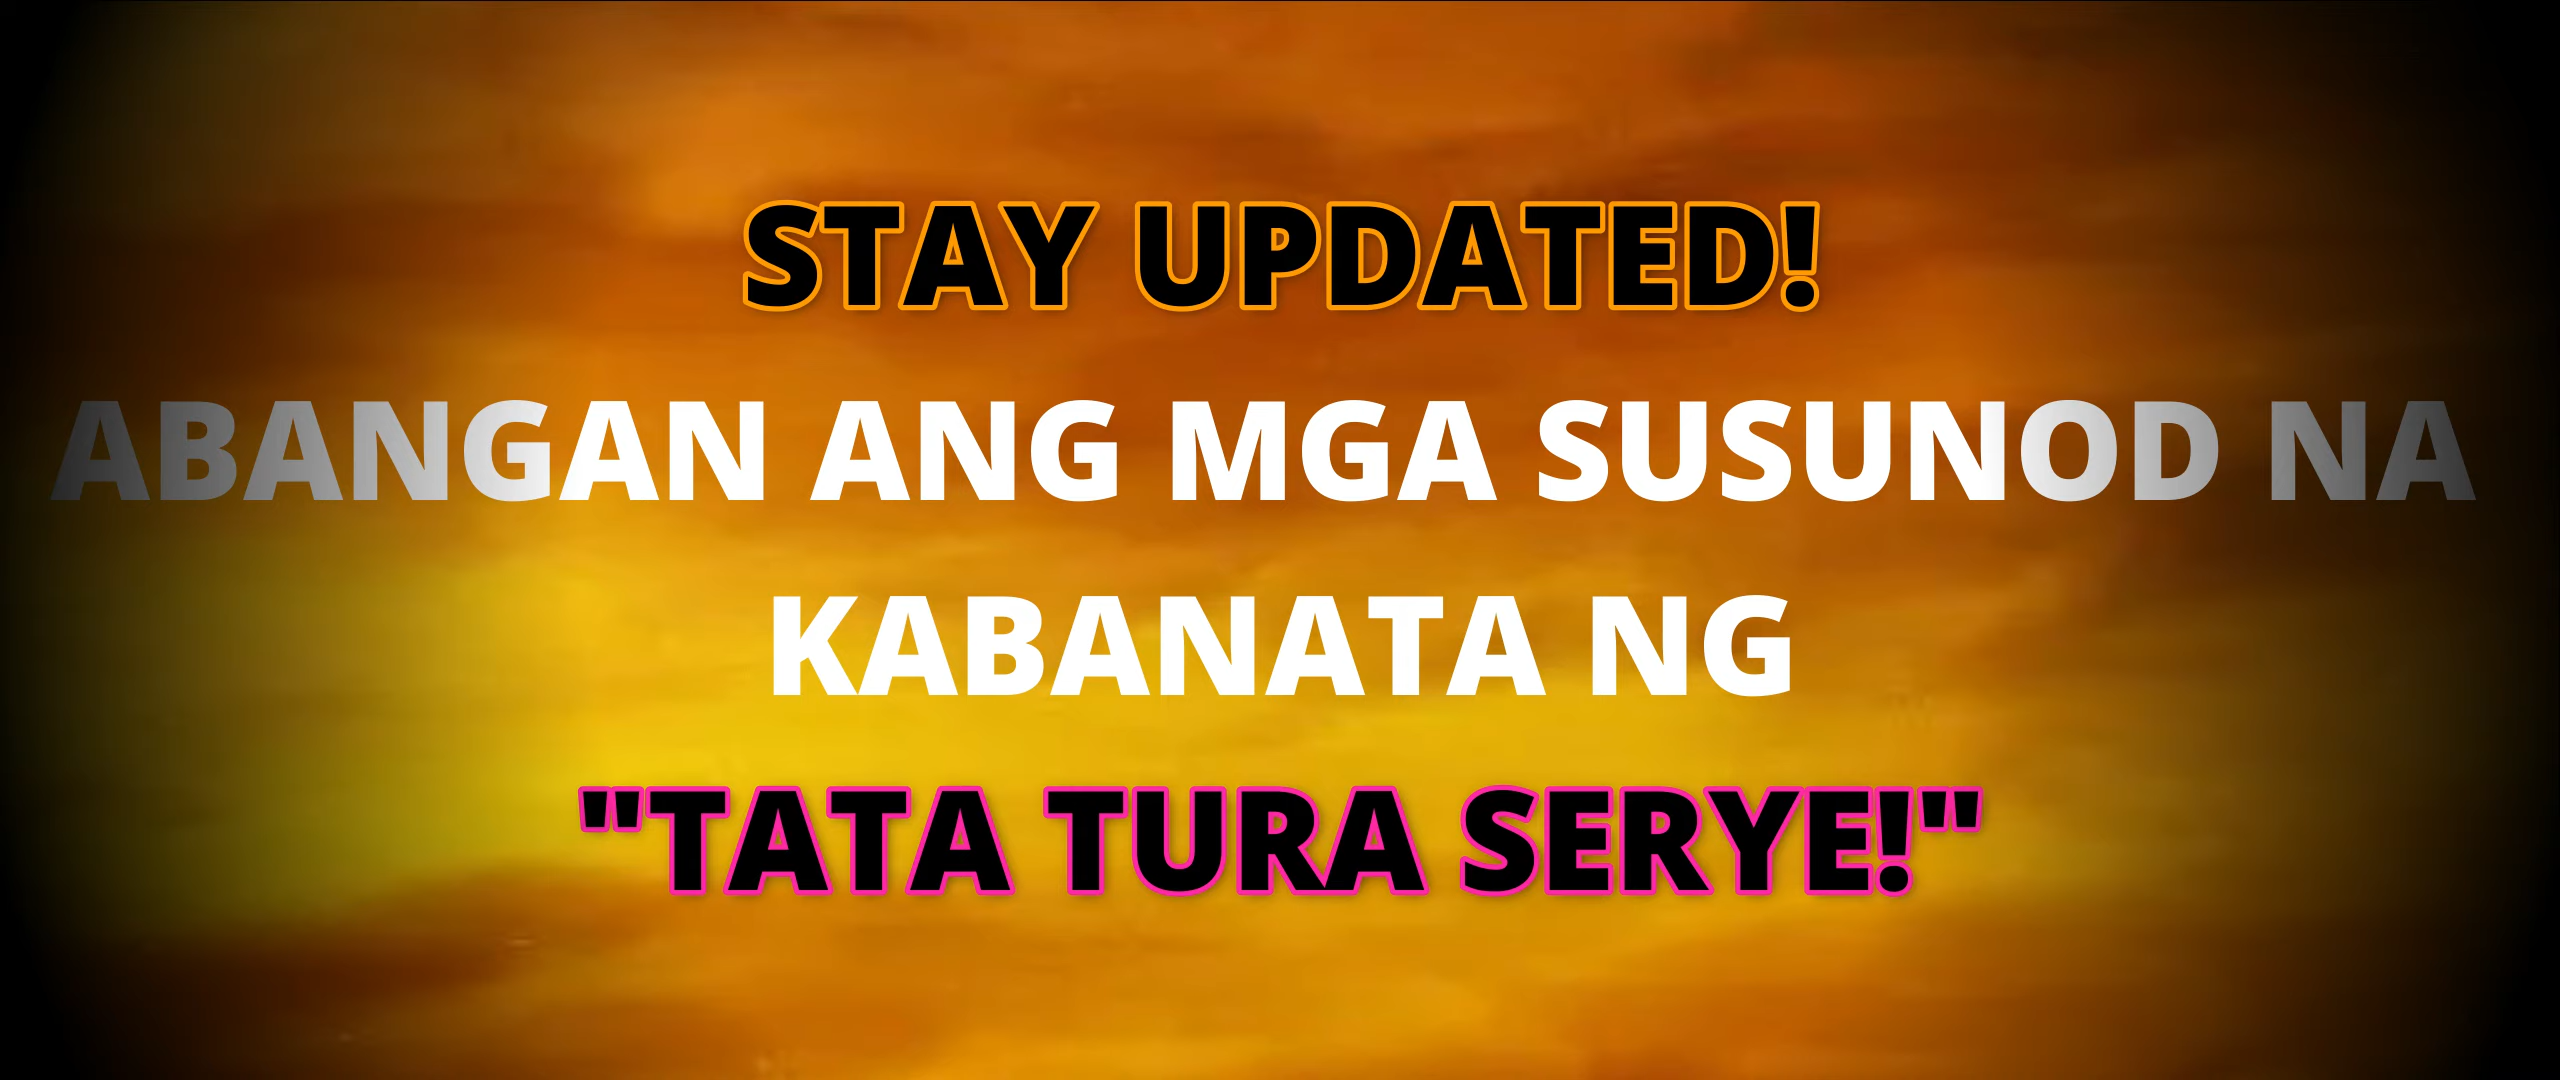 STAY UPDATED!
ABANGAN ANG MGA SUSUNOD NA
KABANATA NG
"TATA TURA SERYE!"